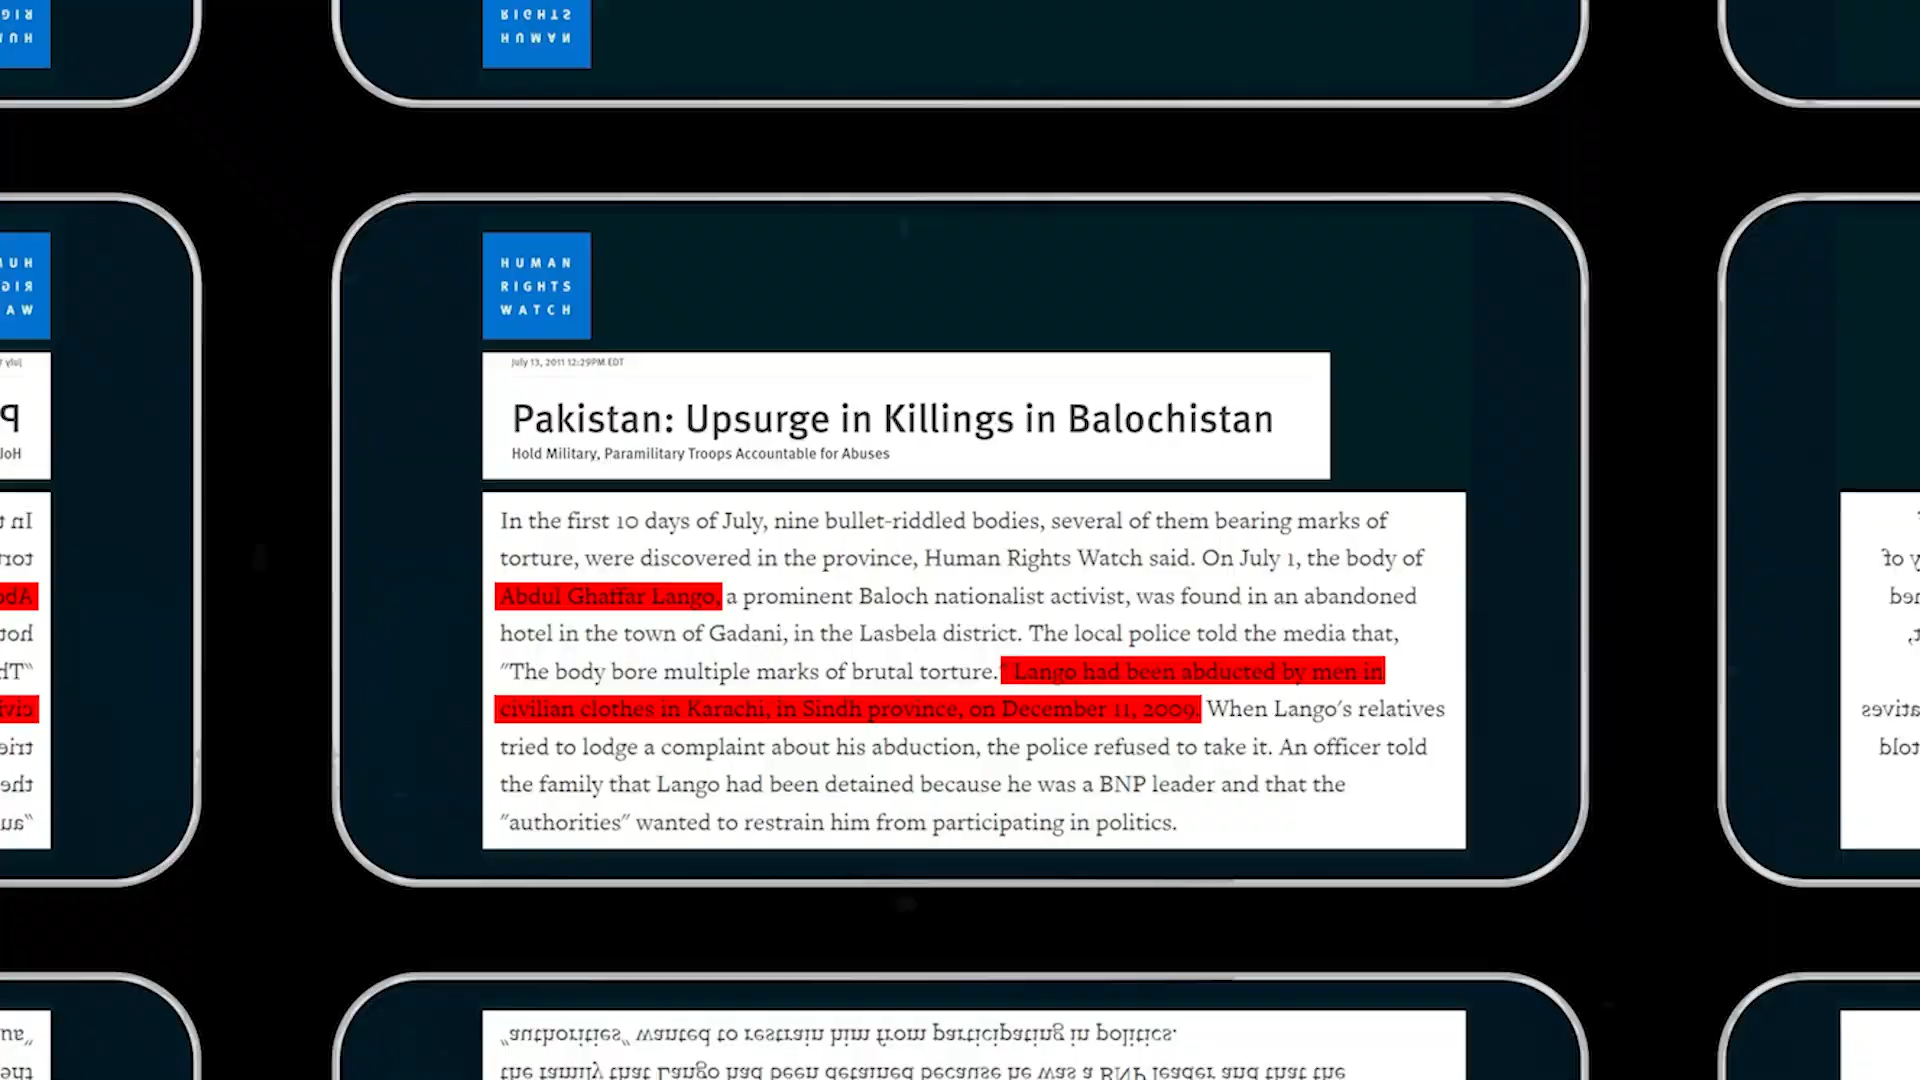 HUMAN
RIGHTS
WATCH
July 13, 2011 12:29PM EDT
Pakistan: Upsurge in Killings in Balochistan
Hold Military, Paramilitary Troops Accountable for Abuses
In the first 10 days of July, nine bullet-riddled bodies, several of them bearing marks of
torture, were discovered in the province, Human Rights Watch said. On July 1, the body of
Abdul Ghaffar Lango, a prominent Baloch nationalist activist, was found in an abandoned
hotel in the town of Gadani, in the Lasbela district. The local police told the media that,
"The body bore multiple marks of brutal torture." Lango had been abducted by men in
civilian clothes in Karachi, in Sindh province, on December 11, 2009. When Lango's relatives
tried to lodge a complaint about his abduction, the police refused to take it. An officer told
the family that Lango had been detained because he was a BNP leader and that the
"authorities" wanted to restrain him from participating in politics.